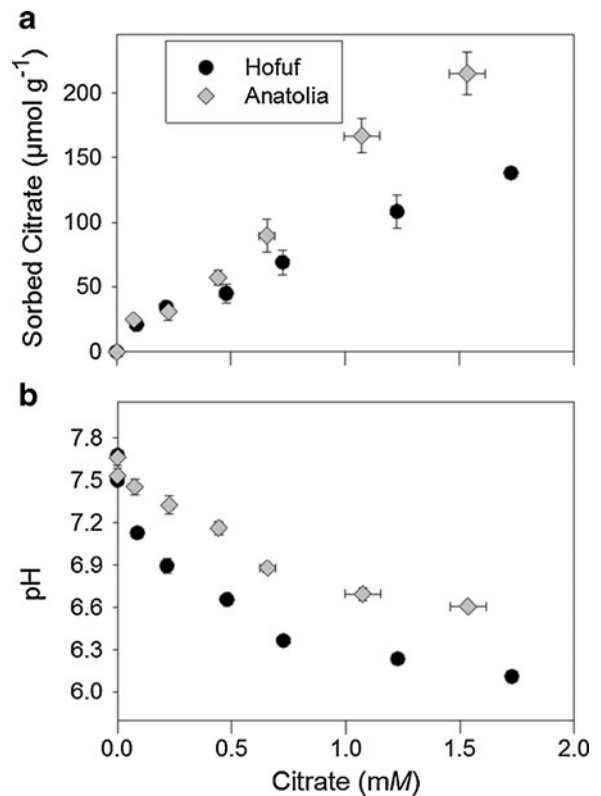 a
Hofuf
Anatolia
Sorbed Citrate (µmol g⁻¹)
200
150
100
50
0
b
pH
7.8
7.5
7.2
6.9
6.6
6.3
6.0
0.0 0.5 1.0 1.5 2.0
Citrate (mM)